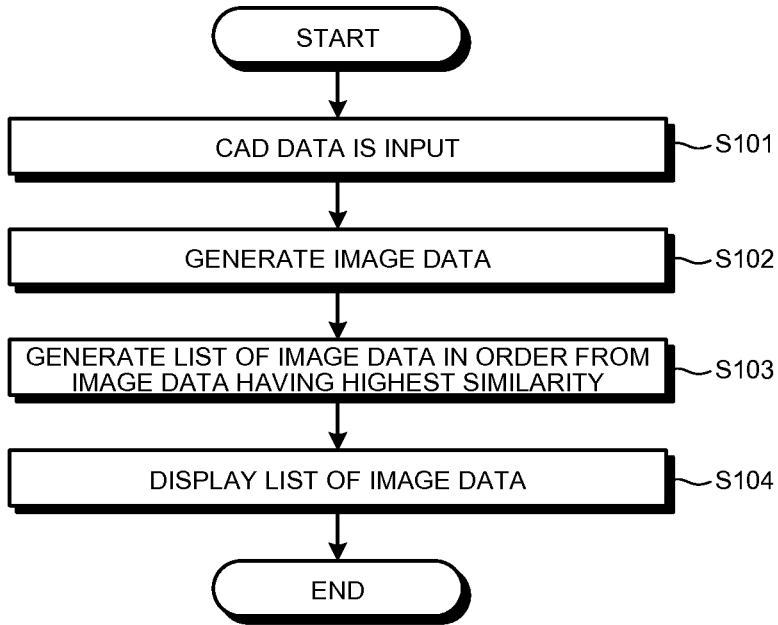 START
CAD DATA IS INPUT
S101
GENERATE IMAGE DATA
S102
GENERATE LIST OF IMAGE DATA IN ORDER FROM
IMAGE DATA HAVING HIGHEST SIMILARITY
S103
DISPLAY LIST OF IMAGE DATA
S104
END